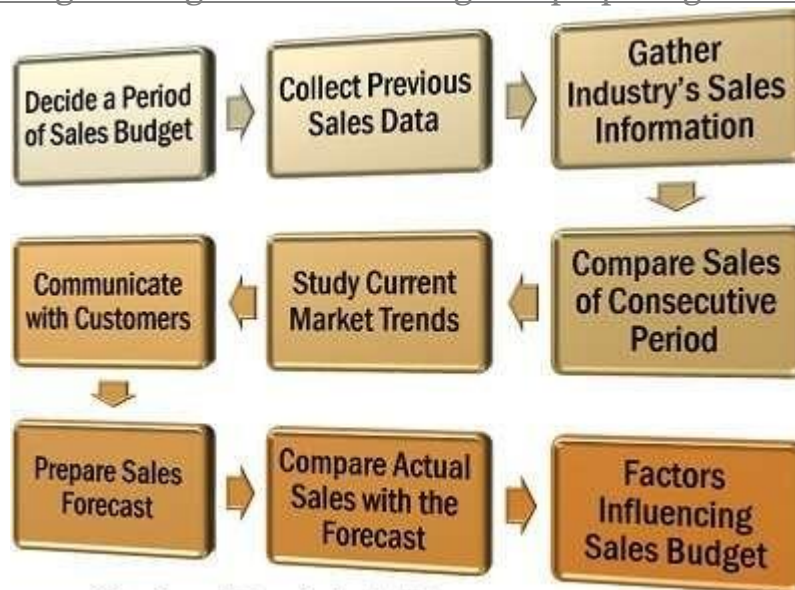 Decide a Period
of Sales Budget
Collect Previous
Sales Data
Gather
Industry's Sales
Information
Compare Sales
of Consecutive
Period
Study Current
Market Trends
Communicate
with Customers
Prepare Sales
Forecast
Compare Actual
Sales with the
Forecast
Factors
Influencing
Sales Budget